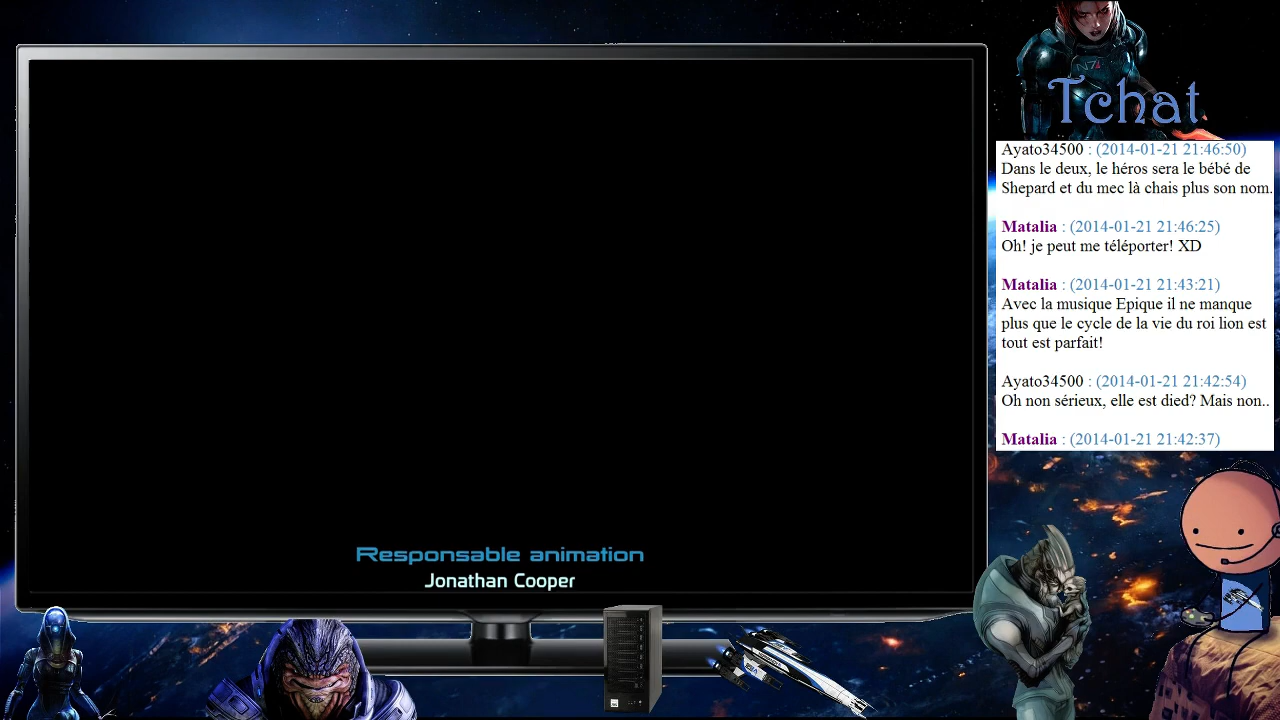 N7
Tchat
Ayato34500 : (2014-01-21 21:46:50)
Dans le deux, le héros sera le bébé de
Shepard et du mec là chais plus son nom.
Matalia : (2014-01-21 21:46:25)
Oh! je peut me téléporter! XD
Matalia : (2014-01-21 21:43:21)
Avec la musique Epique il ne manque
plus que le cycle de la vie du roi lion est
tout est parfait!
Ayato34500 : (2014-01-21 21:42:54)
Oh non sérieux, elle est died? Mais non..
Matalia : (2014-01-21 21:42:37)
Responsable animation
Jonathan Cooper